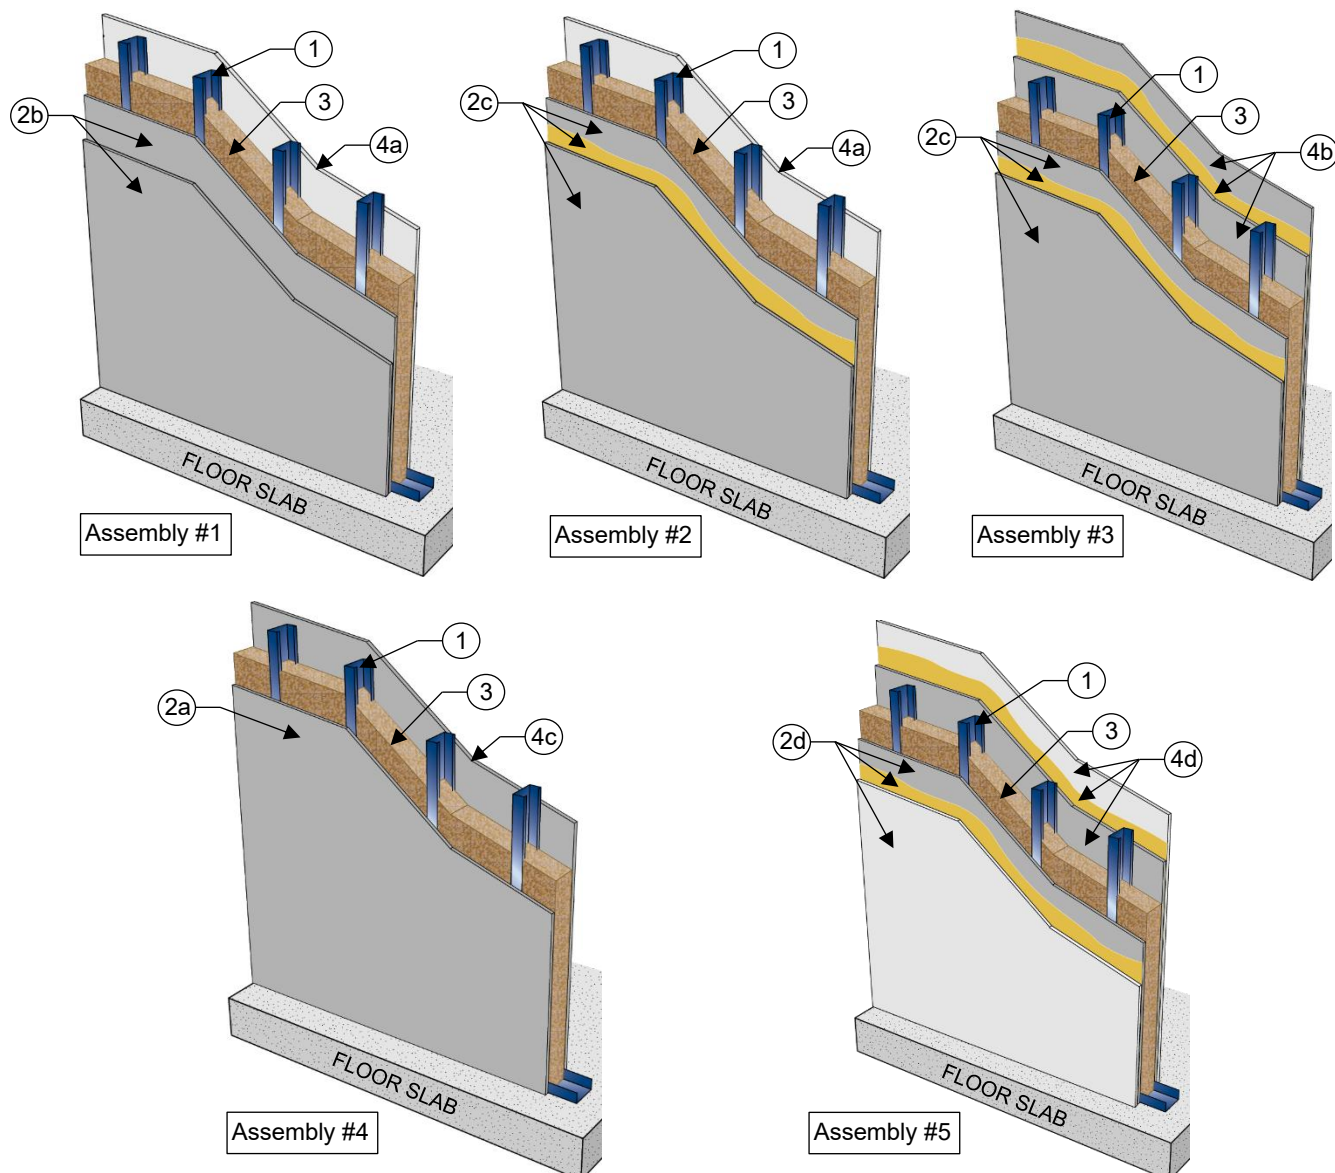 1
3
2b
4a
FLOOR SLAB
Assembly #1
1
3
2c
4a
FLOOR SLAB
Assembly #2
1
3
2c
4b
FLOOR SLAB
Assembly #3
1
3
2a
4c
FLOOR SLAB
Assembly #4
1
3
2d
4d
FLOOR SLAB
Assembly #5